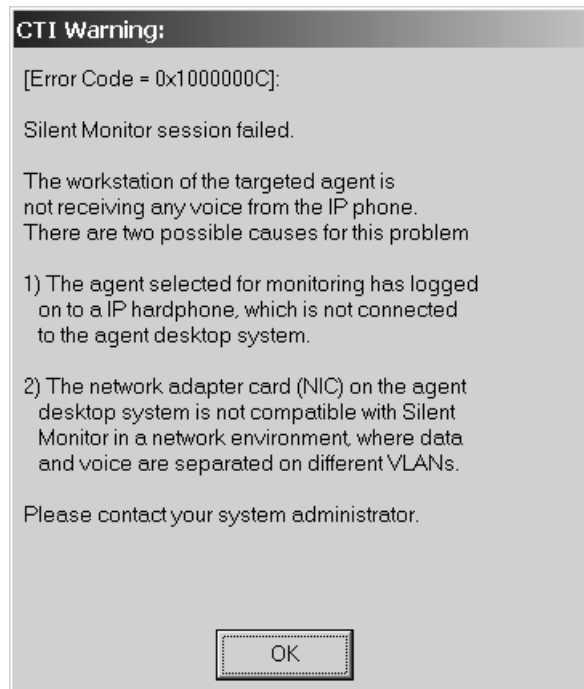 CTI Warning:
[Error Code = 0x1000000C]:
Silent Monitor session failed.
The workstation of the targeted agent is
not receiving any voice from the IP phone.
There are two possible causes for this problem
1) The agent selected for monitoring has logged
on to a IP hardphone, which is not connected
to the agent desktop system.
2) The network adapter card (NIC) on the agent
desktop system is not compatible with Silent
Monitor in a network environment, where data
and voice are separated on different VLANs.
Please contact your system administrator.
OK